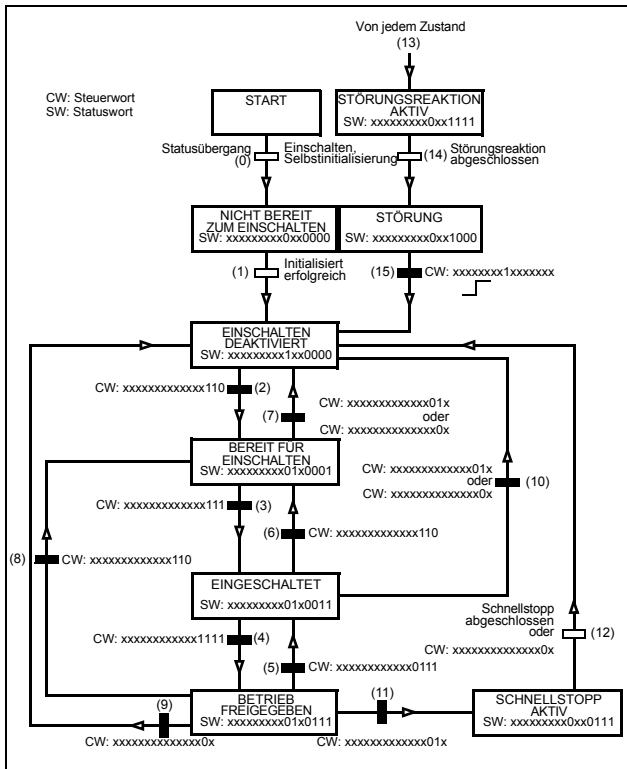 Von jedem Zustand
(13)
CW: Steuerwort
SW: Statuswort
START
STÖRUNGSREAKTION
AKTIV
SW: xxxxxxxxx0xx1111
Statusübergang
(0)
Einschalten,
Selbstinitialisierung
(14)
Störungsreaktion
abgeschlossen
NICHT BEREIT
ZUM EINSCHALTEN
SW: xxxxxxxxx0xx0000
STÖRUNG
SW: xxxxxxxxx0xx1000
(1)
Initialisiert
erfolgreich
(15)
CW: xxxxxxxx1xxxxxxx
EINSCHALTEN
DEAKTIVIERT
SW: xxxxxxxxx1xx0000
CW: xxxxxxxxxxxxx110
(2)
(7)
CW: xxxxxxxxxxxxx01x
oder
CW: xxxxxxxxxxxxxx0x
BEREIT FÜR
EINSCHALTEN
SW: xxxxxxxxx01x0001
CW: xxxxxxxxxxxxx01x
oder
CW: xxxxxxxxxxxxxx0x
(10)
CW: xxxxxxxxxxxxx111
(3)
(6)
CW: xxxxxxxxxxxxx110
(8)
CW: xxxxxxxxxxxxx110
EINGESCHALTET
SW: xxxxxxxxx01x0011
Schnellstopp
abgeschlossen
oder
CW: xxxxxxxxxxxxxx0x
(12)
CW: xxxxxxxxxxxx1111
(4)
(5)
CW: xxxxxxxxxxxx0111
(9)
BETRIEB
FREIGEGEBEN
SW: xxxxxxxxx01x0111
(11)
SCHNELLSTOPP
AKTIV
SW: xxxxxxxxx0xx0111
CW: xxxxxxxxxxxxxx0x
CW: xxxxxxxxxxxxx01x